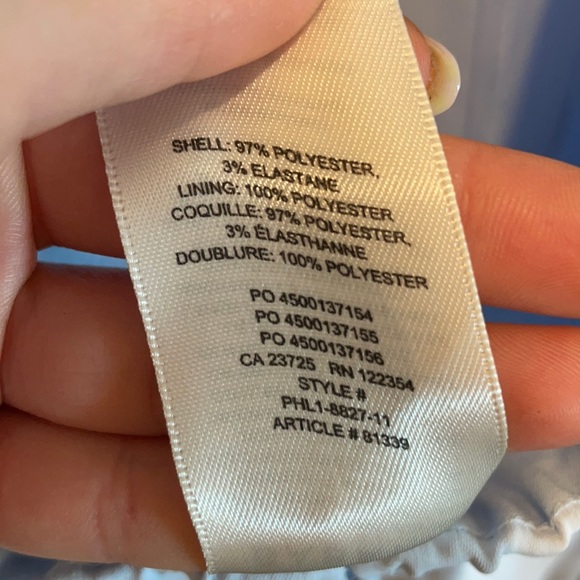 SHELL: 97% POLYESTER,
3% ELASTANE
LINING: 100% POLYESTER
COQUILLE: 97% POLYESTER,
3% ÉLASTHANNE
DOUBLURE: 100% POLYESTER
PO 4500137154
PO 4500137155
PO 4500137156
CA 23725 RN 122354
STYLE #
PHL1-8827-11
ARTICLE # 81339